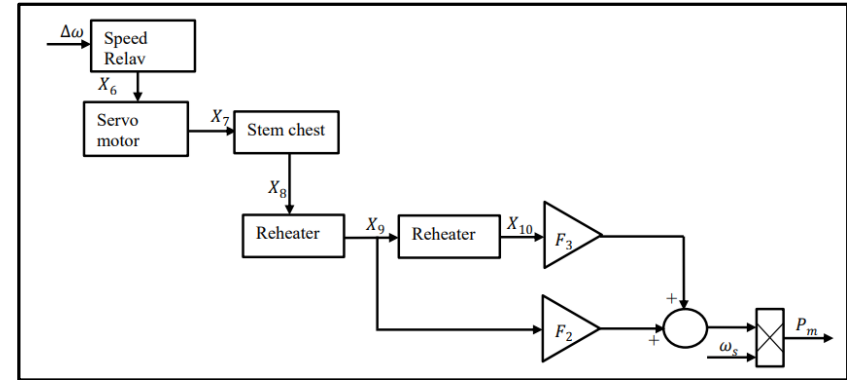 Δω
Speed
Relav
X₆
Servo
motor
X₇
Stem chest
X₈
Reheater
X₉
Reheater
X₁₀
F₃
+
F₂
+
ωₛ
Pₘ